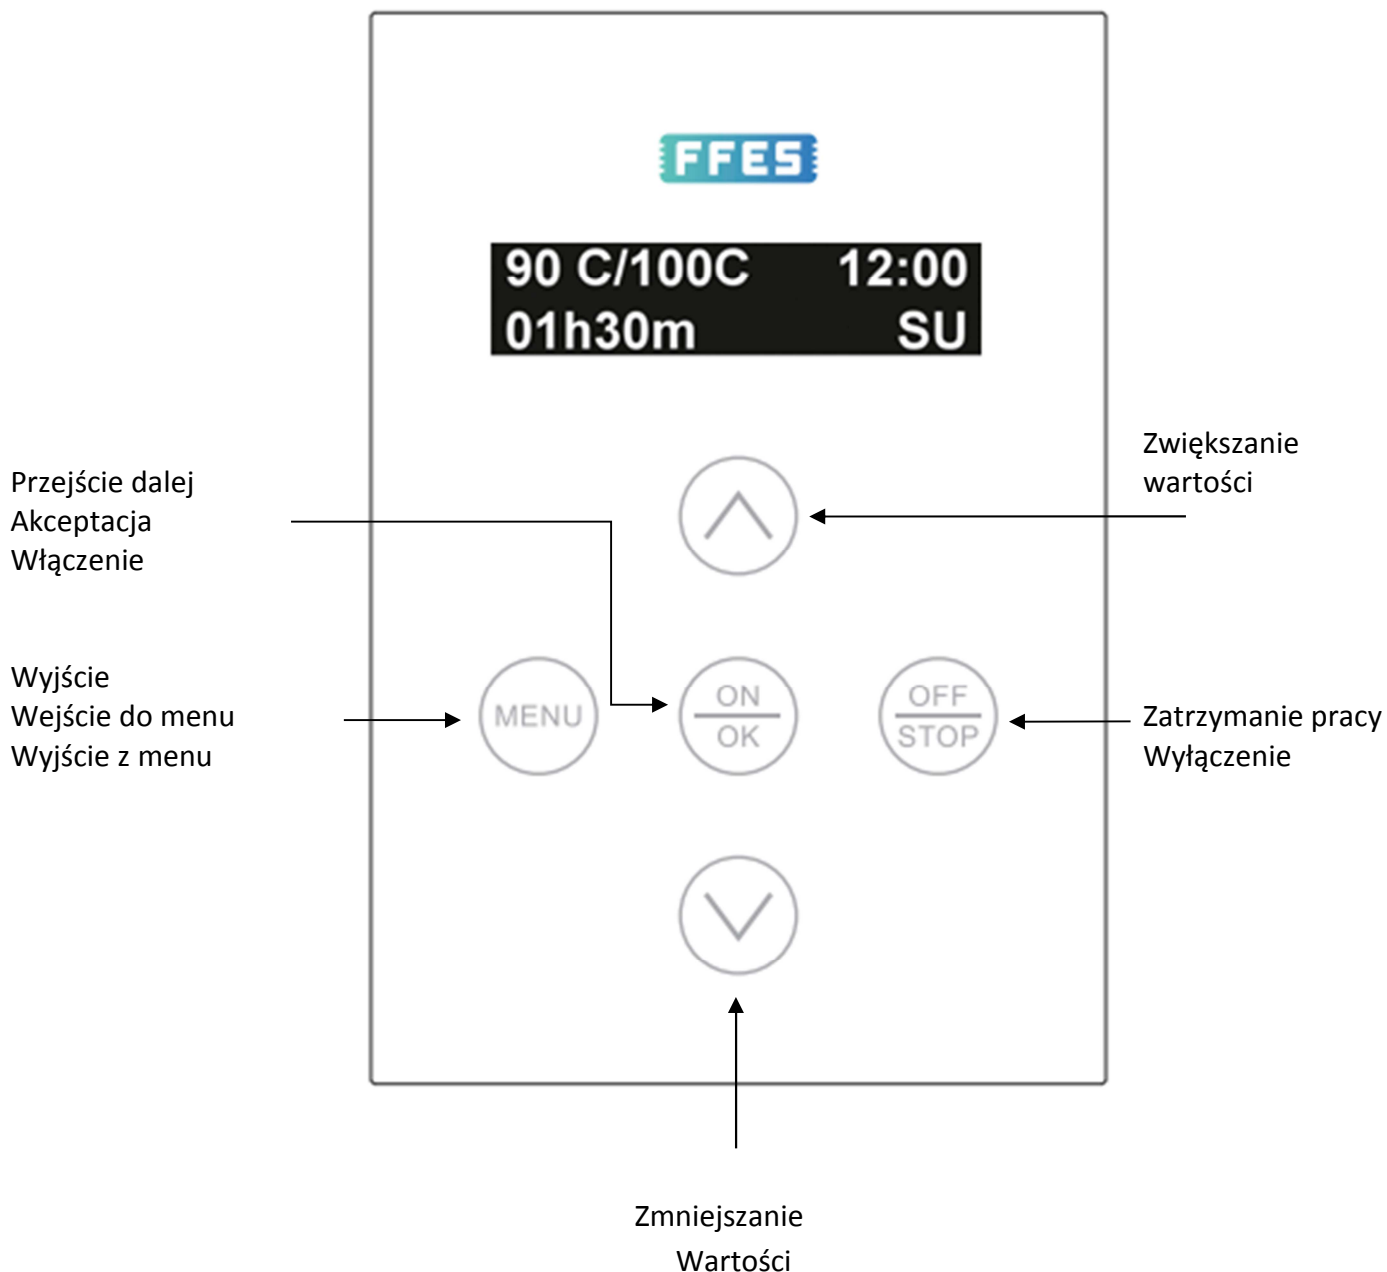 FFES
90 C/100C 12:00
01h30m SU
Zwiększanie
wartości
Przejście dalej
Akceptacja
Włączenie
Wyjście
Wejście do menu
Wyjście z menu
MENU
ON
OK
OFF
STOP
Zatrzymanie pracy
Wyłączenie
Zmniejszanie
Wartości